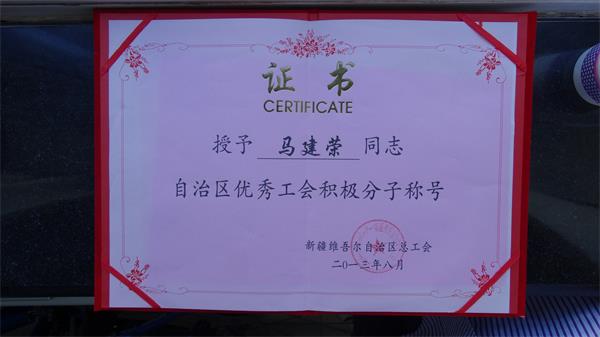 证书
CERTIFICATE
授予 马建荣 同志
自治区优秀工会积极分子称号
新疆维吾尔自治区总工会
二〇一二年八月